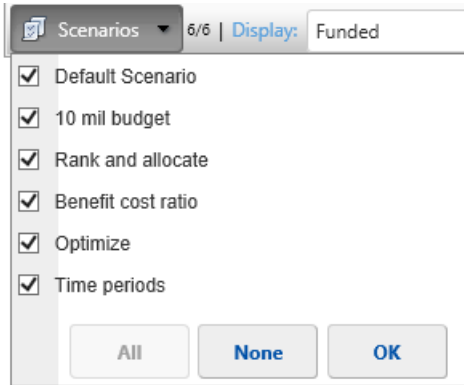 Scenarios 6/6 | Display: Funded
Default Scenario
10 mil budget
Rank and allocate
Benefit cost ratio
Optimize
Time periods
All None OK